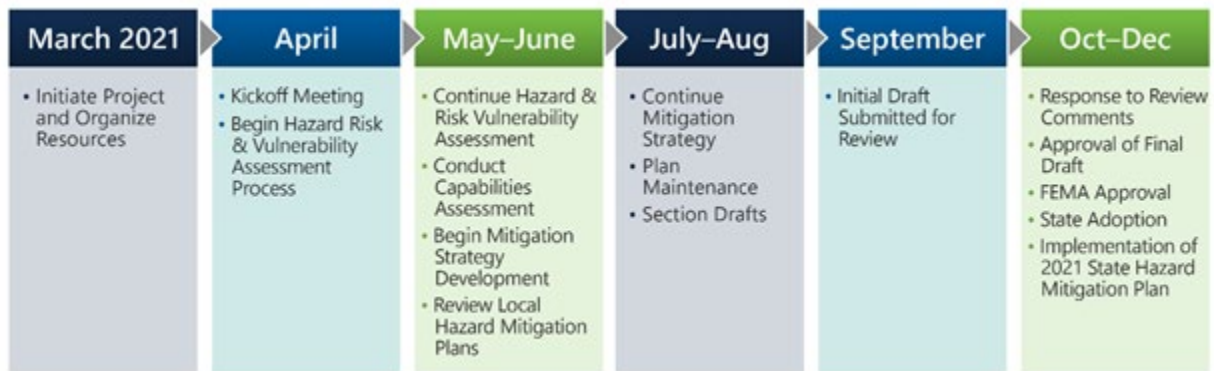 March 2021
• Initiate Project
and Organize
Resources
April
• Kickoff Meeting
• Begin Hazard Risk
& Vulnerability
Assessment
Process
May–June
• Continue Hazard &
Risk Vulnerability
Assessment
• Conduct
Capabilities
Assessment
• Begin Mitigation
Strategy
Development
• Review Local
Hazard Mitigation
Plans
July–Aug
• Continue
Mitigation
Strategy
• Plan
Maintenance
• Section Drafts
September
• Initial Draft
Submitted for
Review
Oct–Dec
• Response to Review
Comments
• Approval of Final
Draft
• FEMA Approval
• State Adoption
• Implementation of
2021 State Hazard
Mitigation Plan